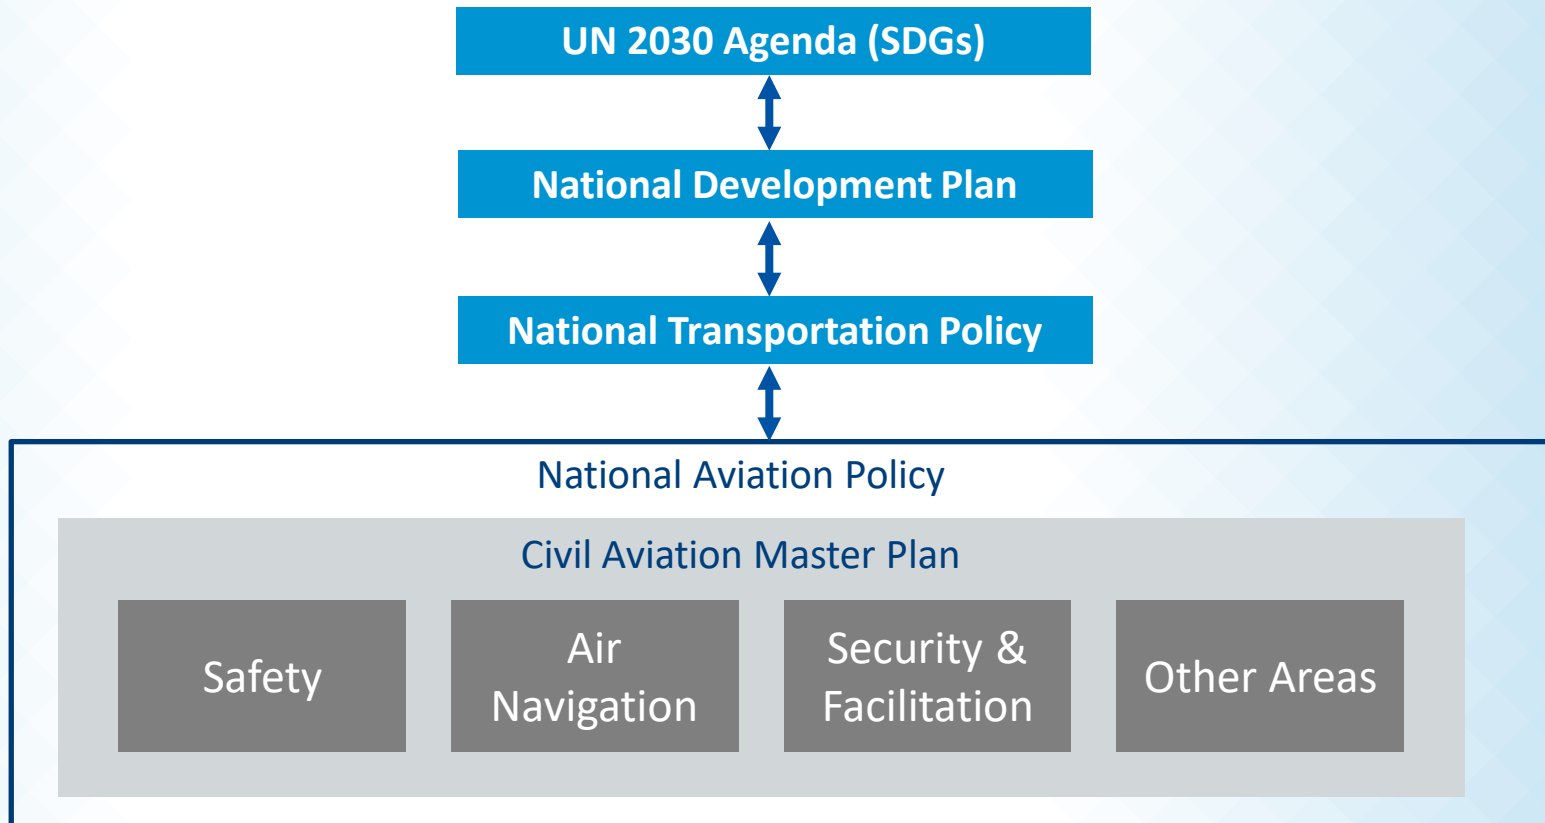 UN 2030 Agenda (SDGs)
National Development Plan
National Transportation Policy
National Aviation Policy
Civil Aviation Master Plan
Safety
Air
Navigation
Security &
Facilitation
Other Areas